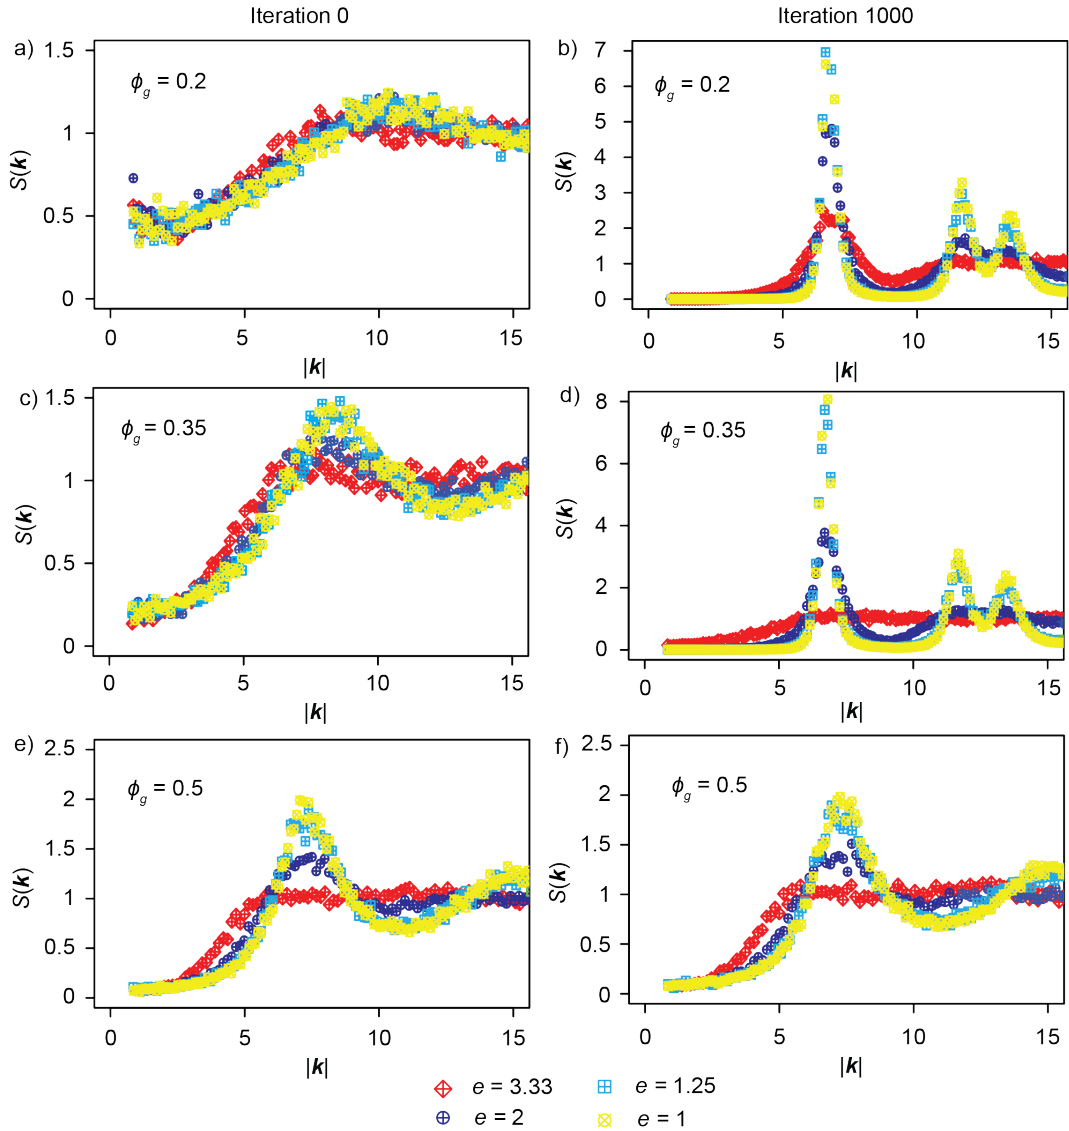 Iteration 0
Iteration 1000
a)
1.5
1
0.5
0
S(k)
ϕg = 0.2
0
5
10
15
|k|
b)
7
6
5
4
3
2
1
0
S(k)
ϕg = 0.2
0
5
10
15
|k|
c)
1.5
1
0.5
0
S(k)
ϕg = 0.35
0
5
10
15
|k|
d)
8
6
4
2
0
S(k)
ϕg = 0.35
0
5
10
15
|k|
e)
2.5
2
1.5
1
0.5
0
S(k)
ϕg = 0.5
0
5
10
15
|k|
f)
2.5
2
1.5
1
0.5
0
S(k)
ϕg = 0.5
0
5
10
15
|k|
e = 3.33
e = 1.25
e = 2
e = 1